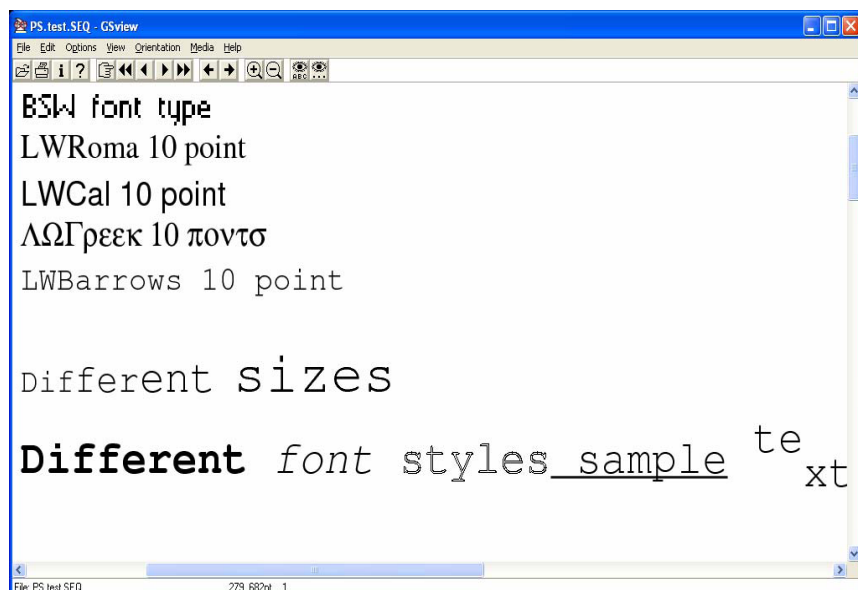 PS.test.SEQ - GSview
File Edit Options View Orientation Media Help
BSW font type
LWRoma 10 point
LWCal 10 point
ΛΩΓρεεκ 10 ποντσ
LWBarrows 10 point
Different sizes
Different font styles sample text
File: PS.test.SEQ 279, 682pt 1